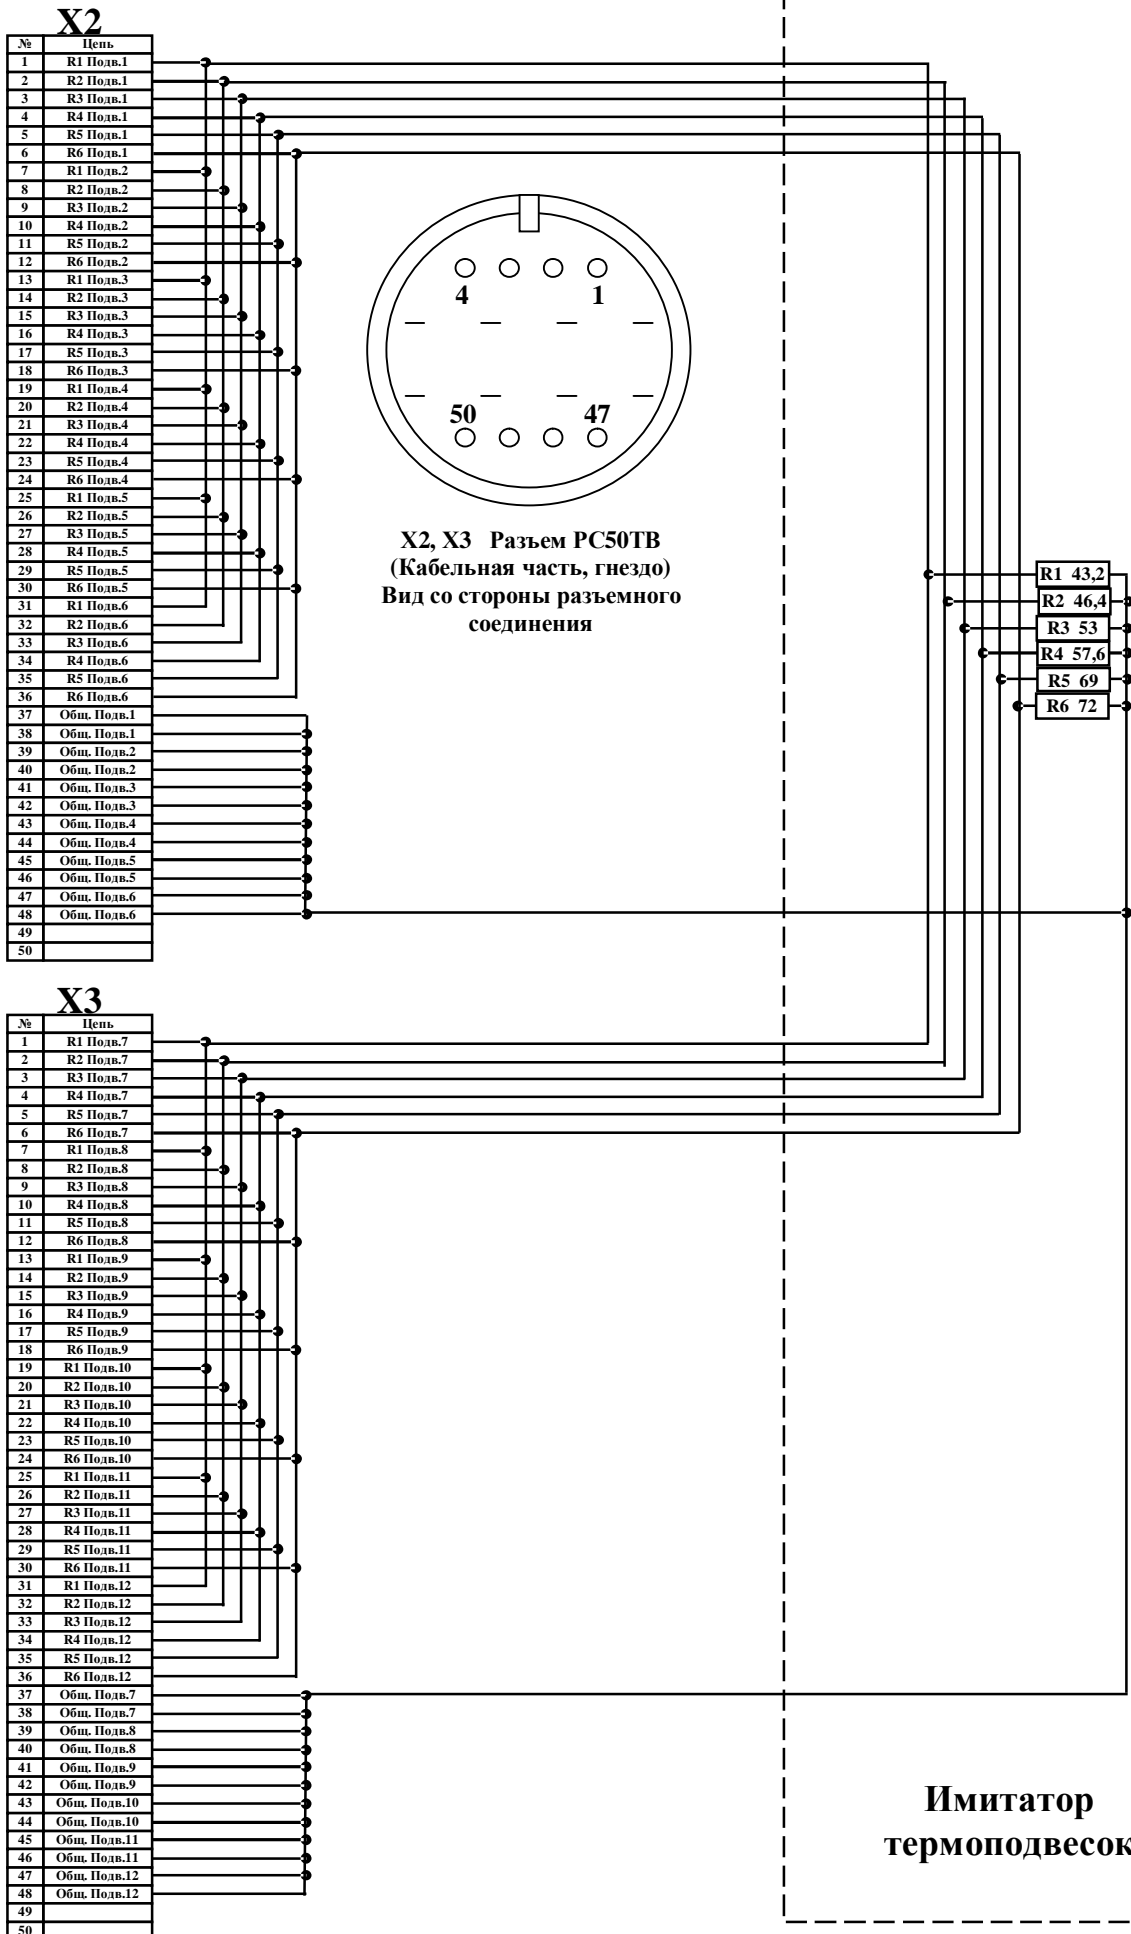 X2
№ Цепь
1 R1 Подв.1
2 R2 Подв.1
3 R3 Подв.1
4 R4 Подв.1
5 R5 Подв.1
6 R6 Подв.1
7 R1 Подв.2
8 R2 Подв.2
9 R3 Подв.2
10 R4 Подв.2
11 R5 Подв.2
12 R6 Подв.2
13 R1 Подв.3
14 R2 Подв.3
15 R3 Подв.3
16 R4 Подв.3
17 R5 Подв.3
18 R6 Подв.3
19 R1 Подв.4
20 R2 Подв.4
21 R3 Подв.4
22 R4 Подв.4
23 R5 Подв.4
24 R6 Подв.4
25 R1 Подв.5
26 R2 Подв.5
27 R3 Подв.5
28 R4 Подв.5
29 R5 Подв.5
30 R6 Подв.5
31 R1 Подв.6
32 R2 Подв.6
33 R3 Подв.6
34 R4 Подв.6
35 R5 Подв.6
36 R6 Подв.6
37 Общ. Подв.1
38 Общ. Подв.1
39 Общ. Подв.2
40 Общ. Подв.2
41 Общ. Подв.3
42 Общ. Подв.3
43 Общ. Подв.4
44 Общ. Подв.4
45 Общ. Подв.5
46 Общ. Подв.5
47 Общ. Подв.6
48 Общ. Подв.6
49
50
4 1
50 47
X2, X3 Разъем РС50ТВ
(Кабельная часть, гнездо)
Вид со стороны разъемного
соединения
R1 43,2
R2 46,4
R3 53
R4 57,6
R5 69
R6 72
X3
№ Цепь
1 R1 Подв.7
2 R2 Подв.7
3 R3 Подв.7
4 R4 Подв.7
5 R5 Подв.7
6 R6 Подв.7
7 R1 Подв.8
8 R2 Подв.8
9 R3 Подв.8
10 R4 Подв.8
11 R5 Подв.8
12 R6 Подв.8
13 R1 Подв.9
14 R2 Подв.9
15 R3 Подв.9
16 R4 Подв.9
17 R5 Подв.9
18 R6 Подв.9
19 R1 Подв.10
20 R2 Подв.10
21 R3 Подв.10
22 R4 Подв.10
23 R5 Подв.10
24 R6 Подв.10
25 R1 Подв.11
26 R2 Подв.11
27 R3 Подв.11
28 R4 Подв.11
29 R5 Подв.11
30 R6 Подв.11
31 R1 Подв.12
32 R2 Подв.12
33 R3 Подв.12
34 R4 Подв.12
35 R5 Подв.12
36 R6 Подв.12
37 Общ. Подв.7
38 Общ. Подв.7
39 Общ. Подв.8
40 Общ. Подв.8
41 Общ. Подв.9
42 Общ. Подв.9
43 Общ. Подв.10
44 Общ. Подв.10
45 Общ. Подв.11
46 Общ. Подв.11
47 Общ. Подв.12
48 Общ. Подв.12
49
50
Имитатор
термоподвесок